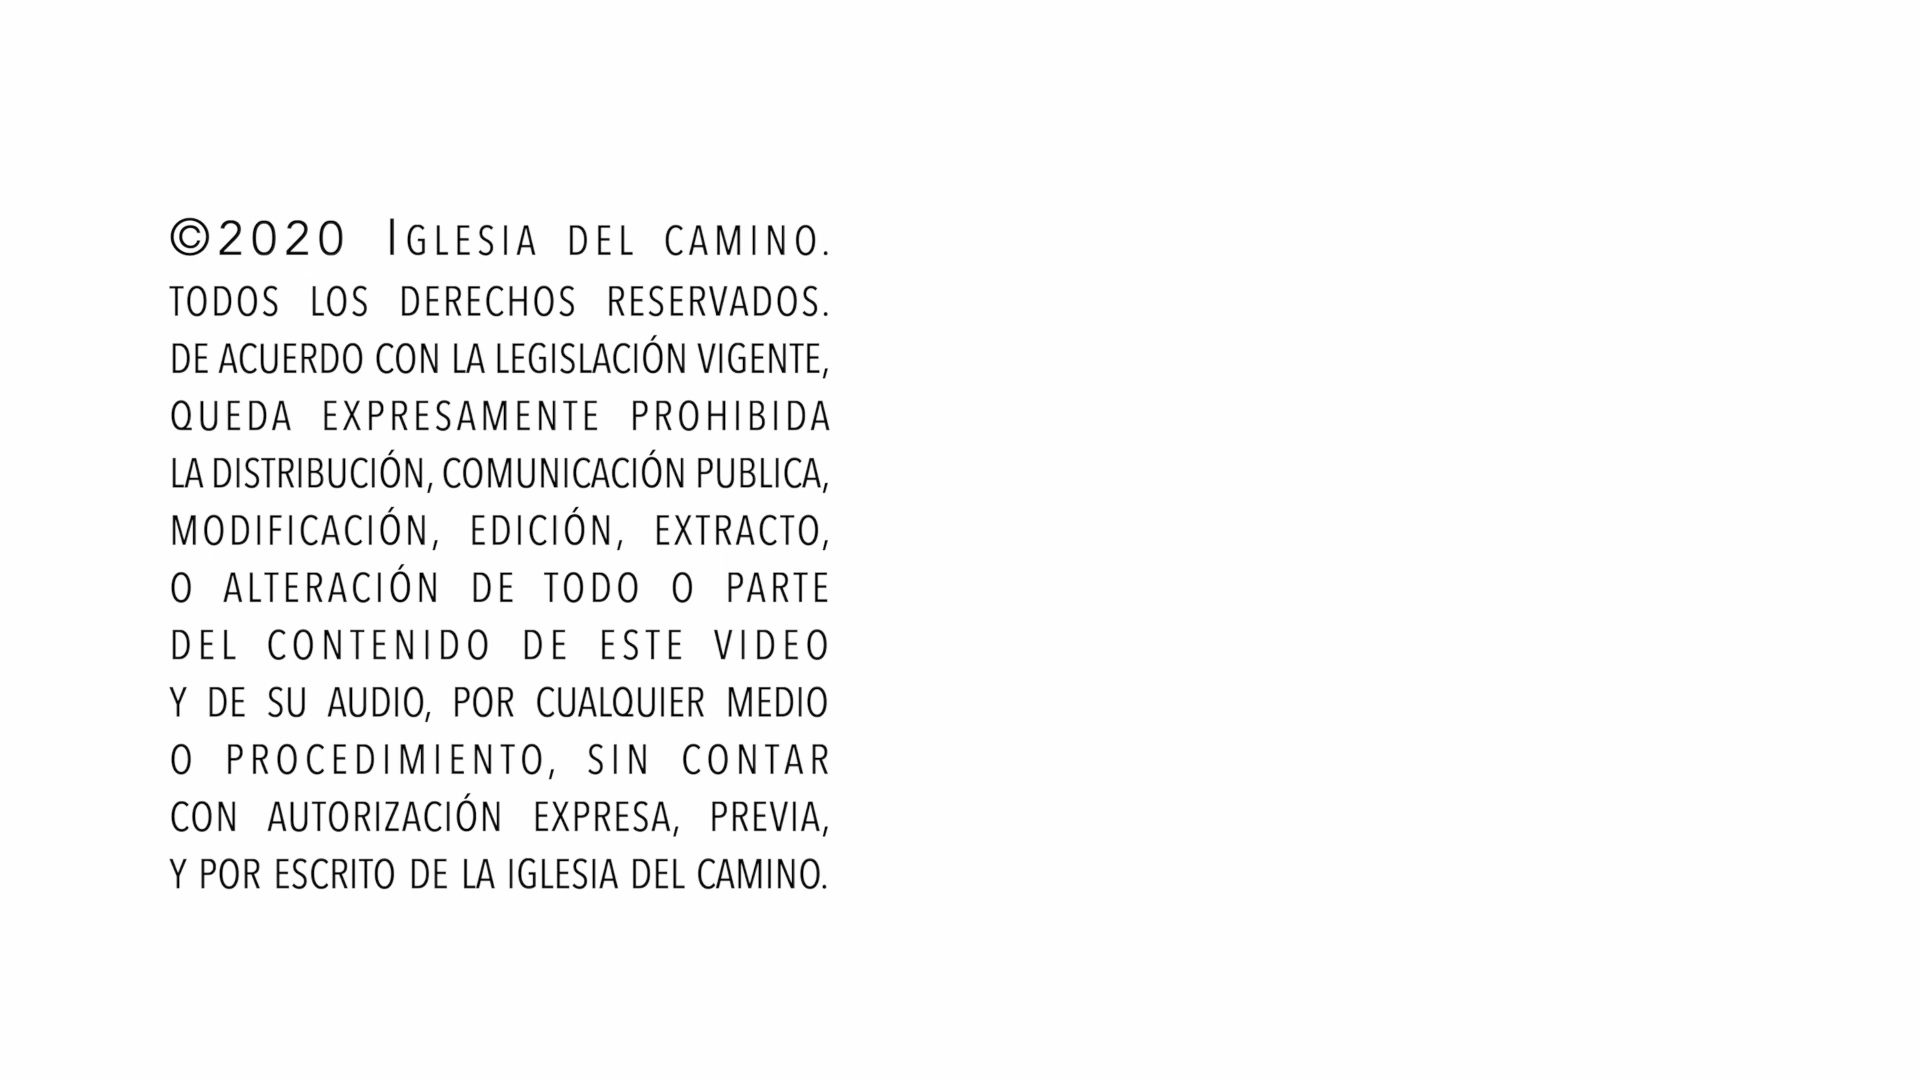 ©2020 Iglesia del camino.
TODOS LOS DERECHOS RESERVADOS.
DE ACUERDO CON LA LEGISLACIÓN VIGENTE,
QUEDA EXPRESAMENTE PROHIBIDA
LA DISTRIBUCIÓN, COMUNICACIÓN PUBLICA,
MODIFICACIÓN, EDICIÓN, EXTRACTO,
O ALTERACIÓN DE TODO O PARTE
DEL CONTENIDO DE ESTE VIDEO
Y DE SU AUDIO, POR CUALQUIER MEDIO
O PROCEDIMIENTO, SIN CONTAR
CON AUTORIZACIÓN EXPRESA, PREVIA,
Y POR ESCRITO DE LA IGLESIA DEL CAMINO.